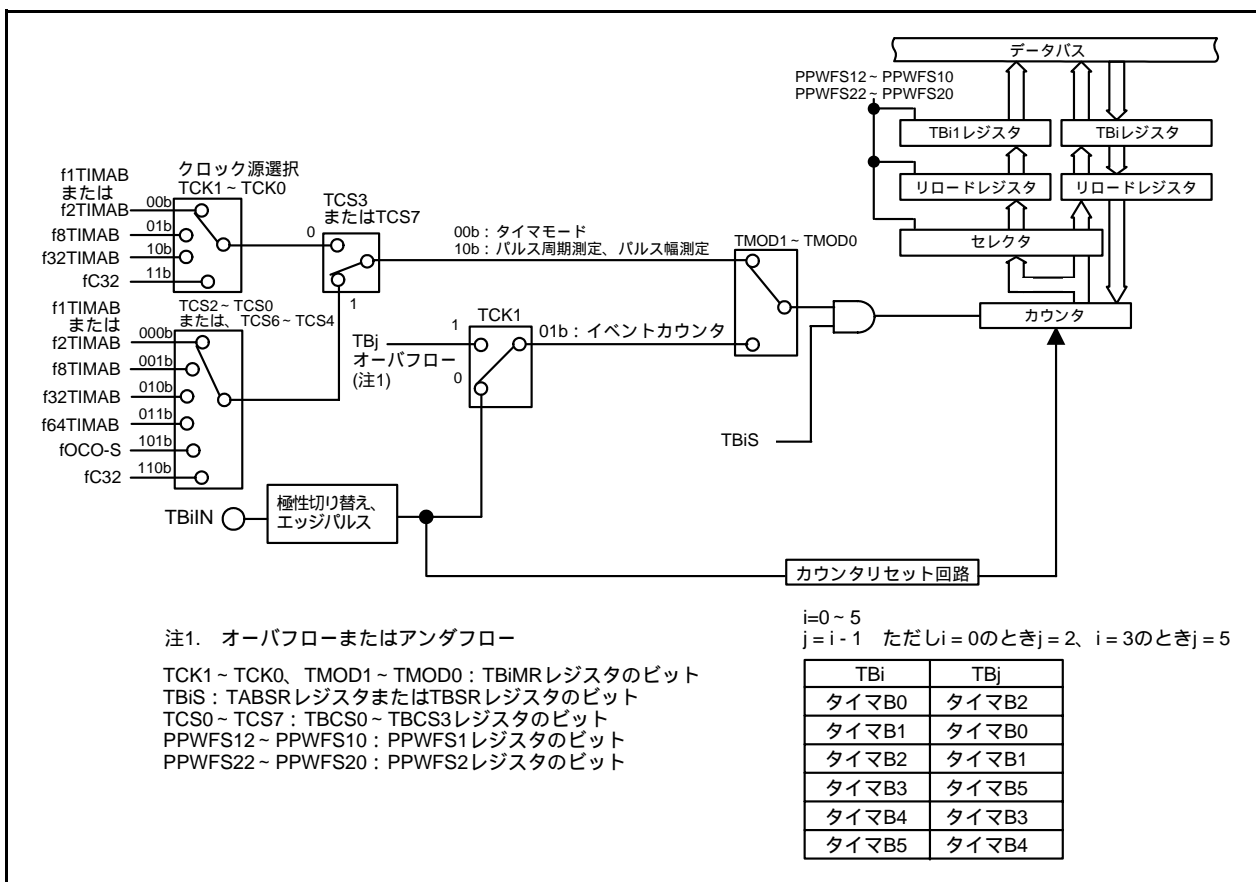 データバス
PPWFS12～PPWFS10
PPWFS22～PPWFS20
TBi1レジスタ
TBiレジスタ
リロードレジスタ
リロードレジスタ
セレクタ
カウンタ
クロック源選択
TCK1～TCK0
f1TIMAB
または
f2TIMAB
00b
f8TIMAB
01b
f32TIMAB
10b
fC32
11b
TCS3
またはTCS7
0
1
00b：タイマモード
10b：パルス周期測定、パルス幅測定
TMOD1～TMOD0
f1TIMAB
または
f2TIMAB
TCS2～TCS0
または、TCS6～TCS4
000b
f8TIMAB
001b
f32TIMAB
010b
f64TIMAB
011b
fOCO-S
101b
fC32
110b
TCK1
1
TBj
オーバフロー
(注1)
0
01b：イベントカウンタ
TBiS
TBiIN
極性切り替え、
エッジパルス
カウンタリセット回路
i=0～5
j = i - 1　ただしi = 0のときj = 2、i = 3のときj = 5
注1.　オーバフローまたはアンダフロー
TCK1～TCK0、TMOD1～TMOD0：TBiMRレジスタのビット
TBiS：TABSRレジスタまたはTBSRレジスタのビット
TCS0～TCS7：TBCS0～TBCS3レジスタのビット
PPWFS12～PPWFS10：PPWFS1レジスタのビット
PPWFS22～PPWFS20：PPWFS2レジスタのビット
TBi TBj
タイマB0 タイマB2
タイマB1 タイマB0
タイマB2 タイマB1
タイマB3 タイマB5
タイマB4 タイマB3
タイマB5 タイマB4